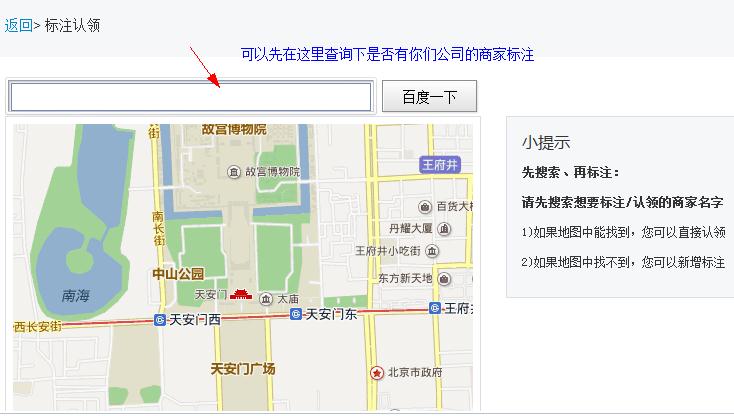 返回> 标注认领
可以先在这里查询下是否有你们公司的商家标注
百度一下
故宫博物院
街
王府井
故宫博物院
百货大
南长街
丹耀大厦
王府井小吃街
中山公园
东方新天地
南海
天安门
太庙
西长安街
天安门西
天安门东
王府
天安门广场
北京市政府
小提示
先搜索、再标注：
请先搜索想要标注/认领的商家名字
1)如果地图中能找到，您可以直接认领
2)如果地图中找不到，您可以新增标注